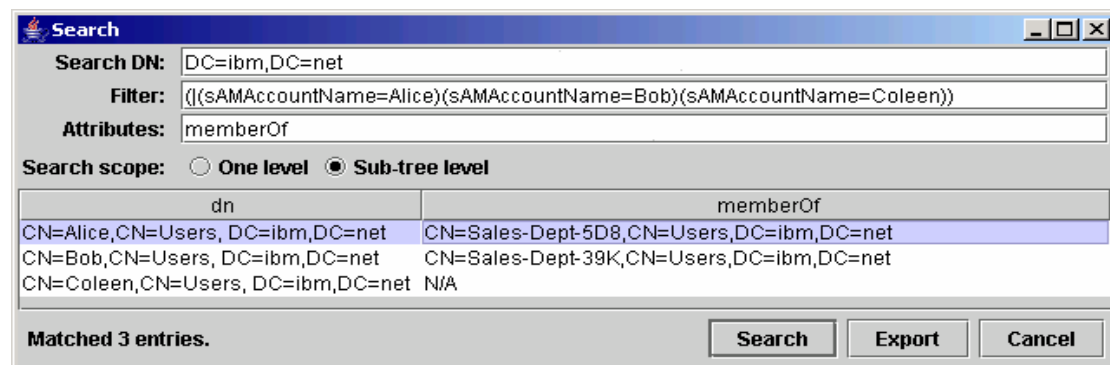 Search
Search DN: DC=ibm,DC=net
Filter: (|(sAMAccountName=Alice)(sAMAccountName=Bob)(sAMAccountName=Coleen))
Attributes: memberOf
Search scope: One level Sub-tree level
dn memberOf
CN=Alice,CN=Users, DC=ibm,DC=net CN=Sales-Dept-5D8,CN=Users,DC=ibm,DC=net
CN=Bob,CN=Users, DC=ibm,DC=net CN=Sales-Dept-39K,CN=Users,DC=ibm,DC=net
CN=Coleen,CN=Users, DC=ibm,DC=net N/A
Matched 3 entries. Search Export Cancel